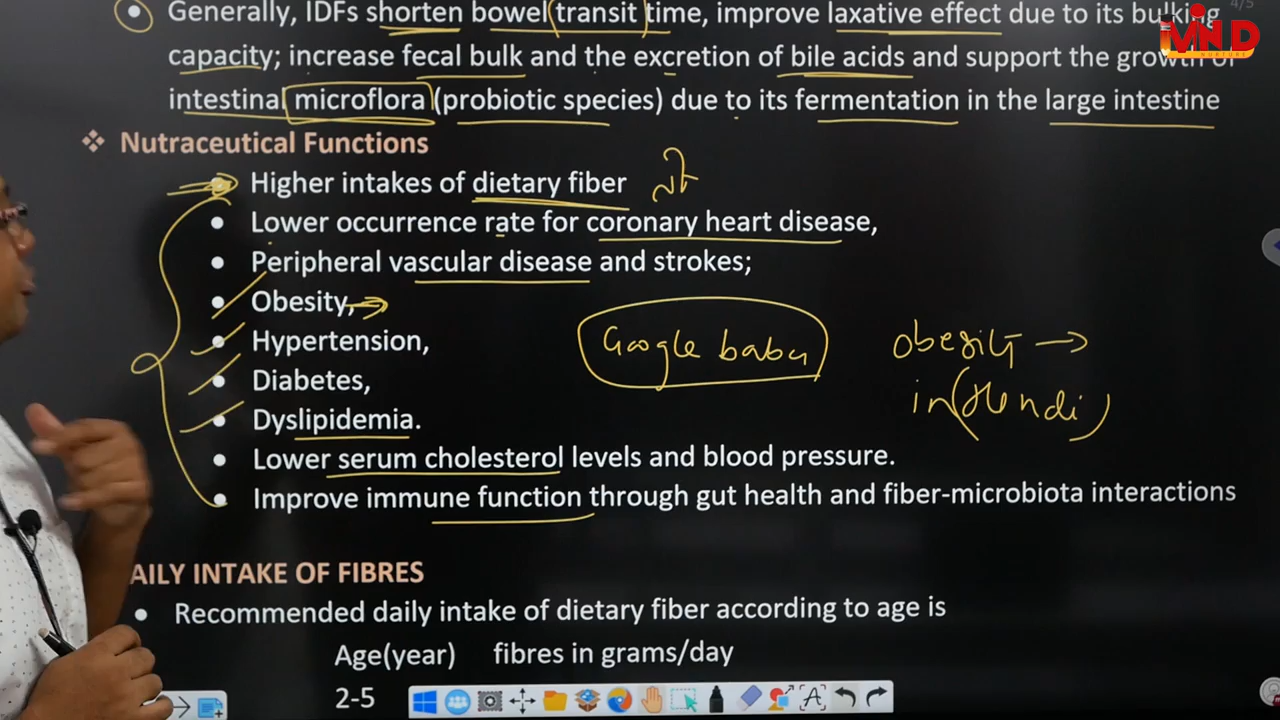 4/5
Generally, IDFs shorten bowel transit time, improve laxative effect due to its bulking
MIND
NURTURE
capacity; increase fecal bulk and the excretion of bile acids and support the growth of
intestinal microflora (probiotic species) due to its fermentation in the large intestine
❖ Nutraceutical Functions
• Higher intakes of dietary fiber
• Lower occurrence rate for coronary heart disease,
• Peripheral vascular disease and strokes;
• Obesity,
• Hypertension,
Google baba
obesity →
• Diabetes,
in (Hindi)
• Dyslipidemia.
• Lower serum cholesterol levels and blood pressure.
• Improve immune function through gut health and fiber-microbiota interactions
AILY INTAKE OF FIBRES
• Recommended daily intake of dietary fiber according to age is
Age(year) fibres in grams/day
2-5